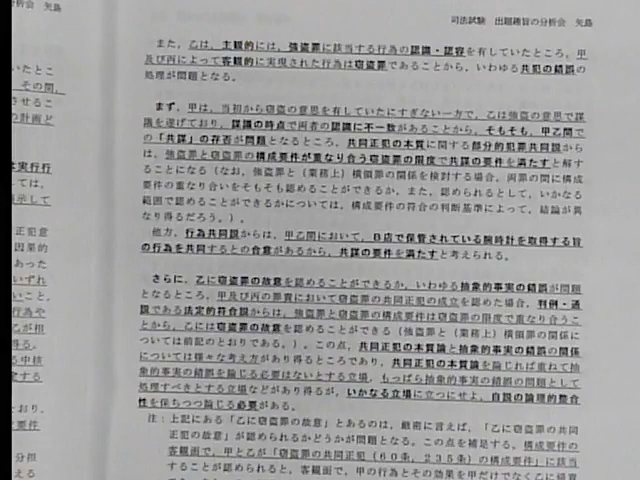 司法試験 出題趣旨の分析会 矢島
また,乙は,主観的には,強盗罪に該当する行為の認識・認容を有していたところ,甲
及び丙によって客観的に実現された行為は窃盗罪であることから,いわゆる共犯の錯誤の
処理が問題となる。
まず,甲は,当初から窃盗の意思を有していたにすぎない一方で,乙は強盗の意思で謀
議を遂げており,謀議の時点で両者の認識に不一致があることから,そもそも,甲乙間で
の「共謀」の存否が問題となるところ,共同正犯の本質に関する部分的犯罪共同説から
は,強盗罪と窃盗罪の構成要件が重なり合う窃盗罪の限度で共謀の要件を満たすと解す
ることになる(なお,強盗罪と(業務上)横領罪の関係を検討する場合,両罪の間に構成
要件の重なり合いをそもそも認めることができるか,また,認められるとして,いかなる
範囲で認めることができるかについては,構成要件の符合の判断基準によって,結論が異
なり得るだろう。)。
他方,行為共同説からは,甲乙間において,B店で保管されている腕時計を取得する旨
の行為を共同するとの合意があるから,共謀の要件を満たすと考えられる。
さらに,乙に窃盗罪の故意を認めることができるか,いわゆる抽象的事実の錯誤が問題
となるところ,甲及び丙の罪責において窃盗罪の共同正犯の成立を認めた場合,判例・通
説である法定的符合説からは,強盗罪と窃盗罪の構成要件は窃盗罪の限度で重なり合うこ
とから,乙には窃盗罪の故意を認めることができる(強盗罪と(業務上)横領罪の関係に
ついては前記のとおりである。)。この点,共同正犯の本質論と抽象的事実の錯誤の関係
については様々な考え方があり得るところであり,共同正犯の本質論を論じれば重ねて抽
象的事実の錯誤を論じる必要はないとする立場,もっぱら抽象的事実の錯誤の問題として
処理すべきとする立場などがあり得るが,いかなる立場に立つにせよ,自説の論理的整合
性を保ちつつ論じる必要がある。
注:上記にある「乙に窃盗罪の故意」とあるのは,厳密に言えば,「乙に窃盗罪の共同
正犯の故意」が認められるかどうかが問題となる。この点を補足する。構成要件の
客観面で,甲と乙が「窃盗罪の共同正犯(60条,235条)の構成要件」に該当
することが認められると,客観面で,甲の行為とその効果を甲だけでなく乙に帰責